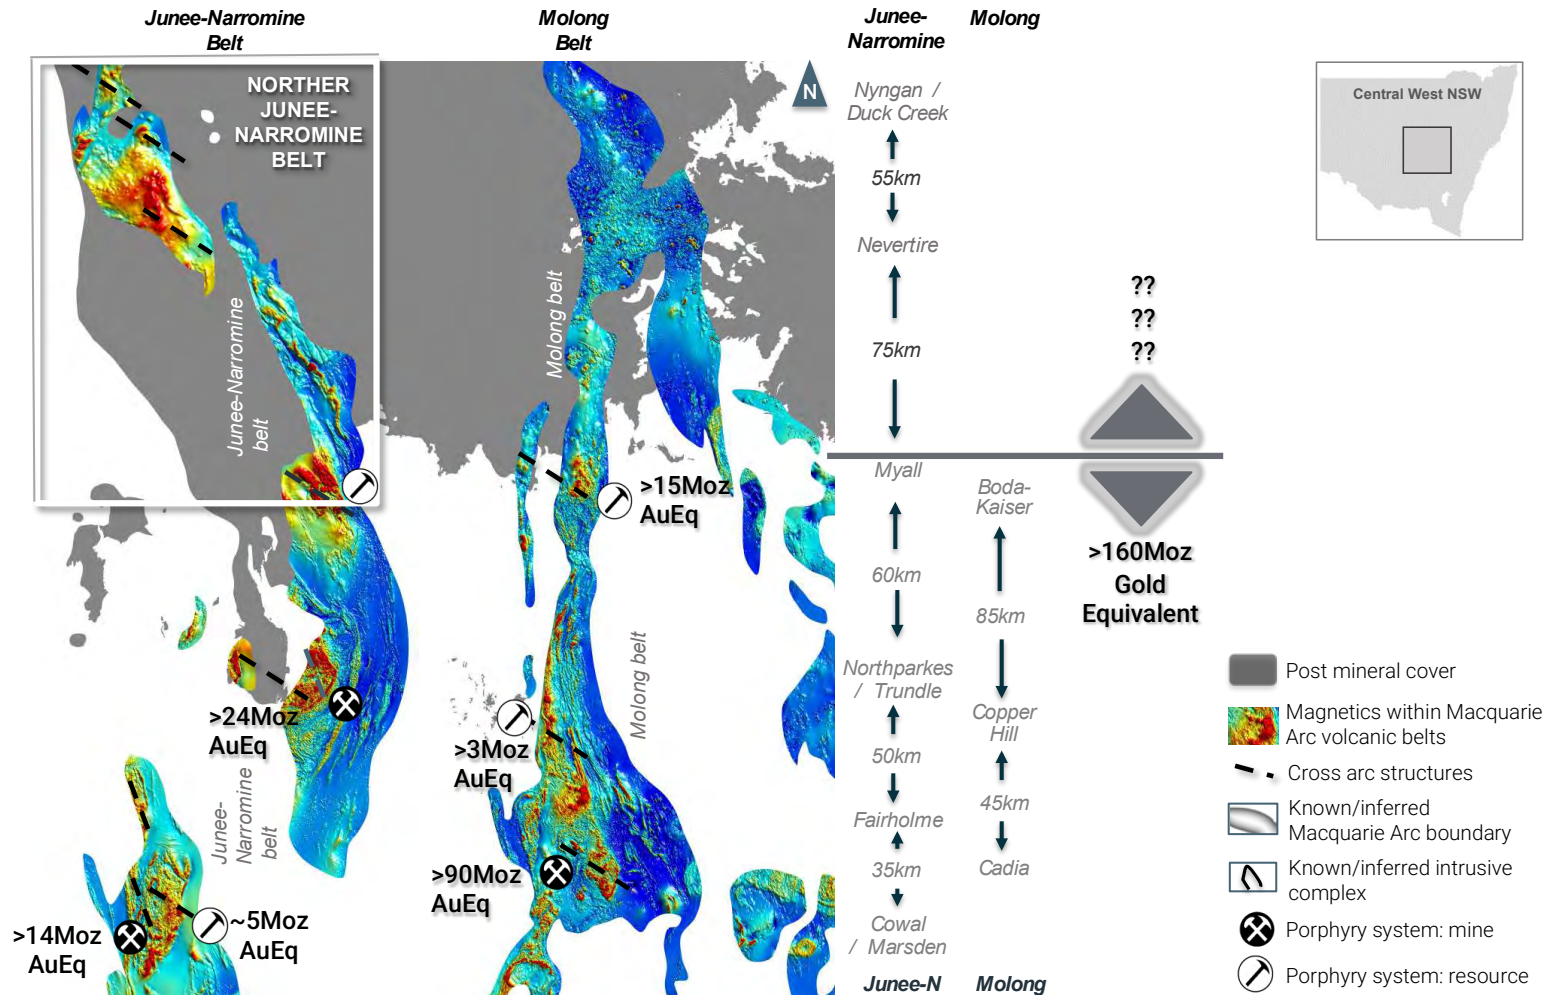 Junee-Narromine
Belt
Molong
Belt
Junee-
Narromine
Molong
NORTHER
JUNEE-
NARROMINE
BELT
N
Nyngan /
Duck Creek
55km
Nevertire
75km
Central West NSW
??
??
??
Junee-Narromine
belt
Molong belt
>15Moz
AuEq
Myall
60km
Northparkes
/ Trundle
50km
Fairholme
35km
Cowal
/ Marsden
Junee-N
Boda-
Kaiser
85km
Copper
Hill
45km
Cadia
Molong
>160Moz
Gold
Equivalent
>24Moz
AuEq
Molong belt
>3Moz
AuEq
Junee-
Narromine
belt
>90Moz
AuEq
>14Moz
AuEq
~5Moz
AuEq
Post mineral cover
Magnetics within Macquarie
Arc volcanic belts
Cross arc structures
Known/inferred
Macquarie Arc boundary
Known/inferred intrusive
complex
Porphyry system: mine
Porphyry system: resource